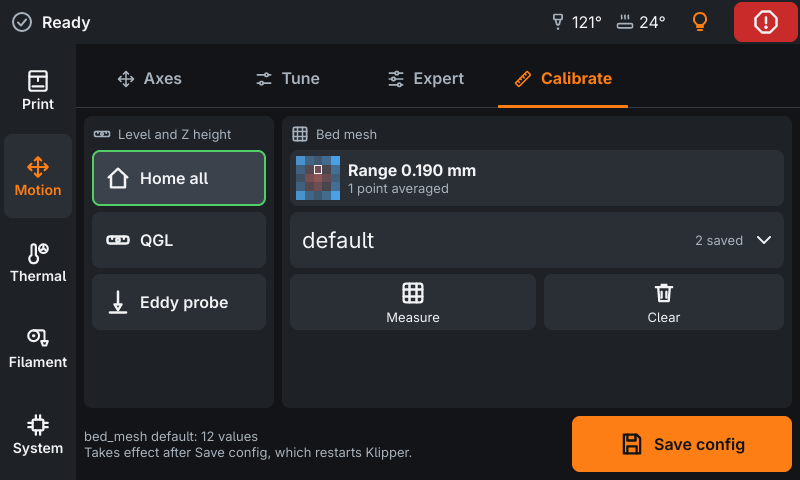 Ready
121°
24°
Print
Motion
Thermal
Filament
System
Axes
Tune
Expert
Calibrate
Level and Z height
Home all
QGL
Eddy probe
Bed mesh
Range 0.190 mm
1 point averaged
default
2 saved
Measure
Clear
bed_mesh default: 12 values
Takes effect after Save config, which restarts Klipper.
Save config